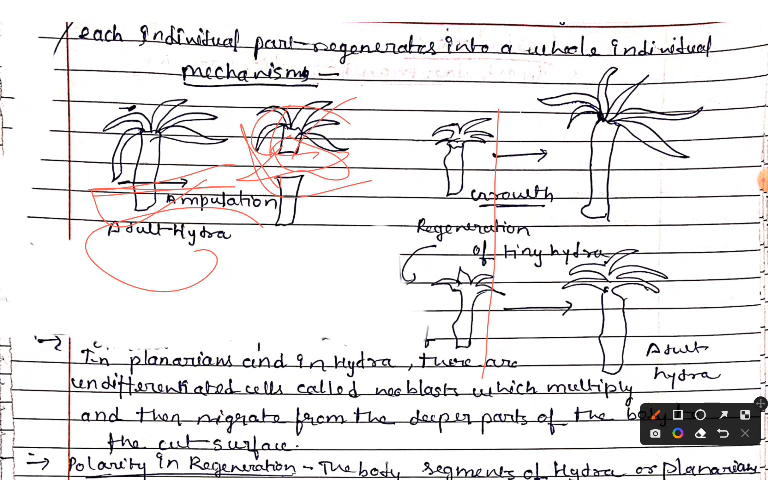 each individual part regenerates into a whole individual
mechanisms —
Amputation
Adult Hydra
Growth
Regeneration
of tiny hydra
Adult
hydra
→ In planarians and in Hydra, there are
undifferentiated cells called neoblasts which multiply
and then migrate from the deeper parts of the body to
the cut surface.
⇒ Polarity in Regeneration - The body segments of Hydra or planarians